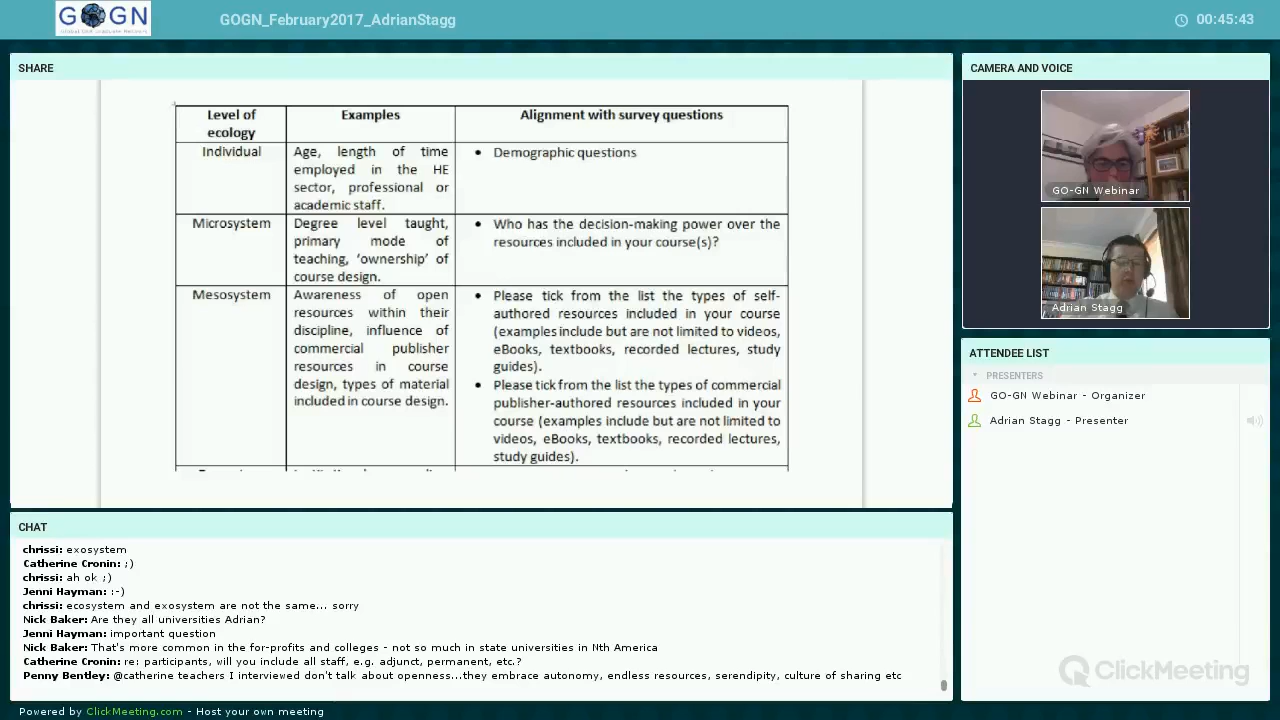 GOGN
Global OER Graduate Network
GOGN_February2017_AdrianStagg
00:45:43
SHARE
Level of ecology
Examples
Alignment with survey questions
Individual
Age, length of time
employed in the HE
sector, professional or
academic staff.
• Demographic questions
Microsystem
Degree level taught,
primary mode of
teaching, ‘ownership’ of
course design.
• Who has the decision-making power over the
resources included in your course(s)?
Mesosystem
Awareness of open
resources within their
discipline, influence of
commercial publisher
resources in course
design, types of material
included in course design.
• Please tick from the list the types of self-
authored resources included in your course
(examples include but are not limited to videos,
eBooks, textbooks, recorded lectures, study
guides).
• Please tick from the list the types of commercial
publisher-authored resources included in your
course (examples include but are not limited to
videos, eBooks, textbooks, recorded lectures,
study guides).
CAMERA AND VOICE
GO-GN Webinar
Adrian Stagg
ATTENDEE LIST
PRESENTERS
GO-GN Webinar - Organizer
Adrian Stagg - Presenter
CHAT
chrissi: exosystem
Catherine Cronin: ;)
chrissi: ah ok ;)
Jenni Hayman: :-)
chrissi: ecosystem and exosystem are not the same... sorry
Nick Baker: Are they all universities Adrian?
Jenni Hayman: important question
Nick Baker: That's more common in the for-profits and colleges - not so much in state universities in Nth America
Catherine Cronin: re: participants, will you include all staff, e.g. adjunct, permanent, etc.?
Penny Bentley: @catherine teachers I interviewed don't talk about openness...they embrace autonomy, endless resources, serendipity, culture of sharing etc
ClickMeeting
Powered by ClickMeeting.com - Host your own meeting